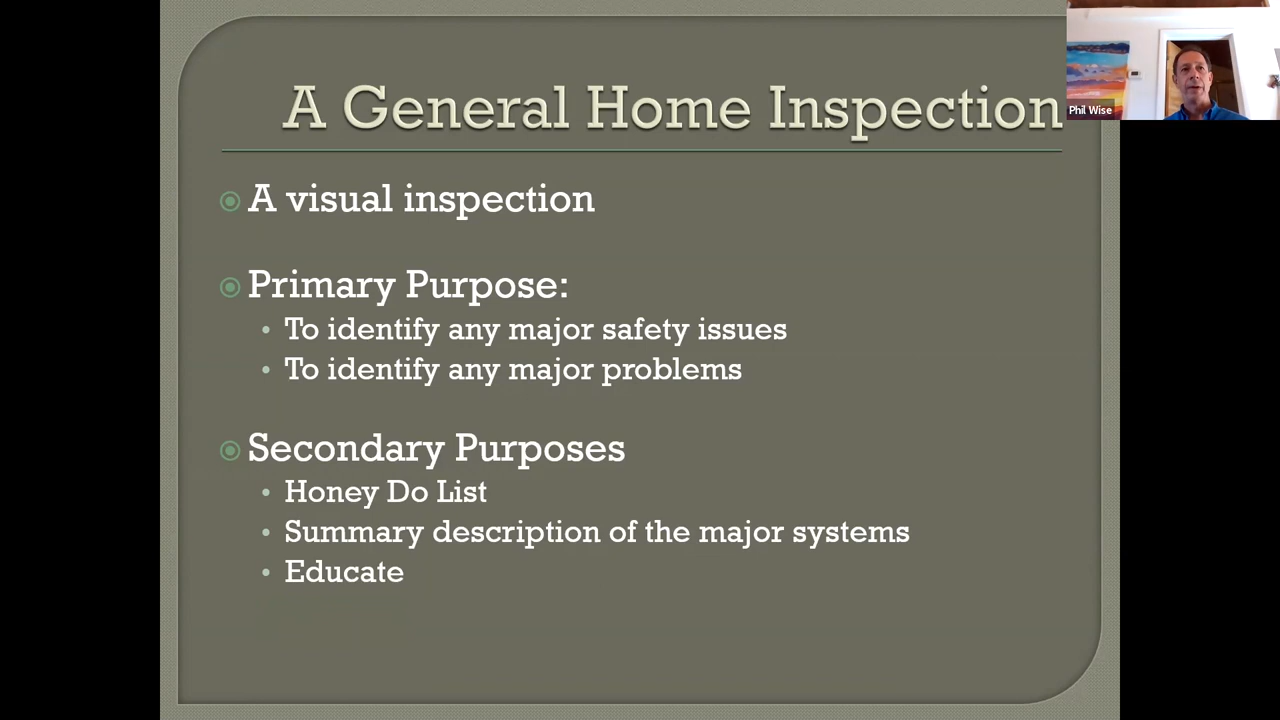 A General Home Inspection
Phil Wise
A visual inspection
Primary Purpose:
To identify any major safety issues
To identify any major problems
Secondary Purposes
Honey Do List
Summary description of the major systems
Educate